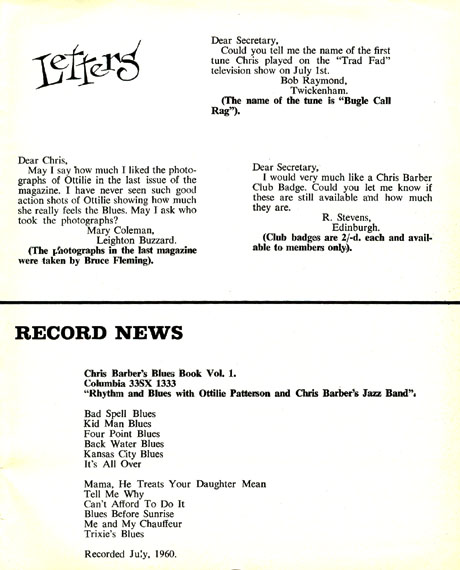 Letters
Dear Secretary,
Could you tell me the name of the first
tune Chris played on the "Trad Fad"
television show on July 1st.
Bob Raymond,
Twickenham.
(The name of the tune is "Bugle Call
Rag").
Dear Chris,
May I say how much I liked the photo-
graphs of Ottilie in the last issue of the
magazine. I have never seen such good
action shots of Ottilie showing how much
she really feels the Blues. May I ask who
took the photographs?
Mary Coleman,
Leighton Buzzard.
(The photographs in the last magazine
were taken by Bruce Fleming).
Dear Secretary,
I would very much like a Chris Barber
Club Badge. Could you let me know if
these are still available and how much
they are.
R. Stevens,
Edinburgh.
(Club badges are 2/-d. each and avail-
able to members only).
RECORD NEWS
Chris Barber's Blues Book Vol. 1.
Columbia 33SX 1333
"Rhythm and Blues with Ottilie Patterson and Chris Barber's Jazz Band".
Bad Spell Blues
Kid Man Blues
Four Point Blues
Back Water Blues
Kansas City Blues
It's All Over
Mama, He Treats Your Daughter Mean
Tell Me Why
Can't Afford To Do It
Blues Before Sunrise
Me and My Chauffeur
Trixie's Blues
Recorded July, 1960.